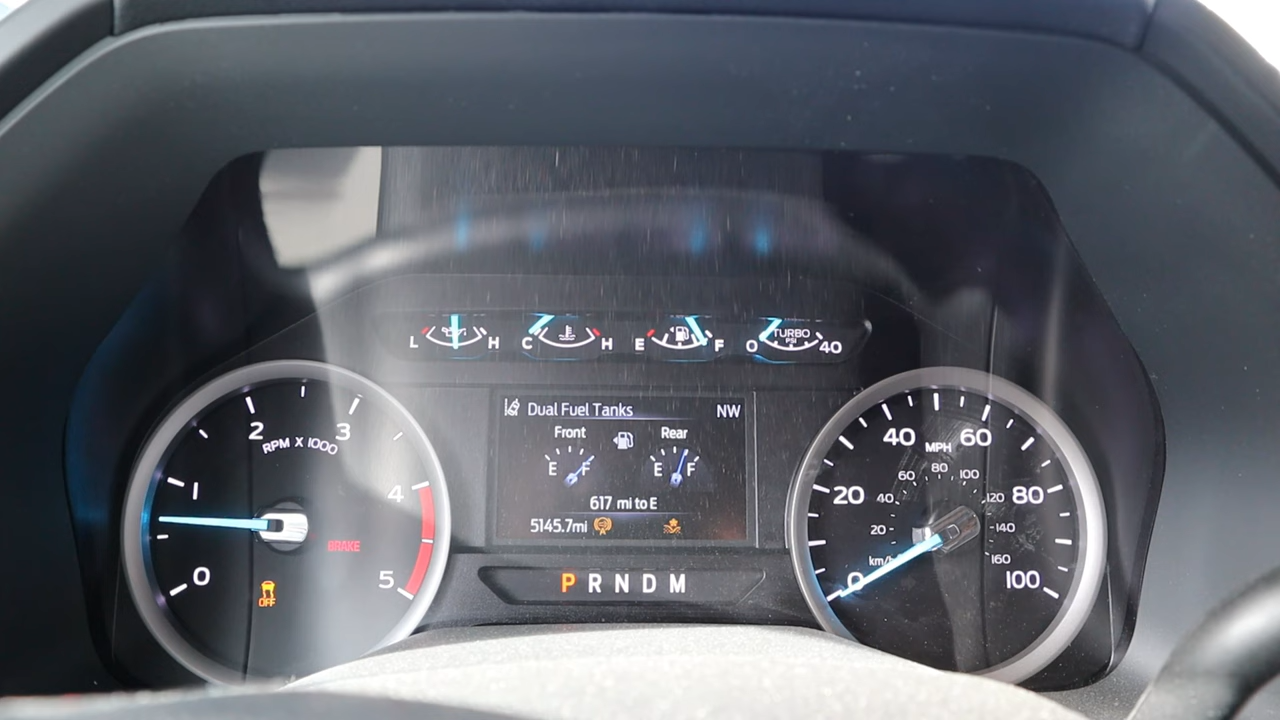 L H C H E F TURBO PSI 0 40
Dual Fuel Tanks NW
Front Rear
E F E F
617 mi to E
5145.7mi
P R N D M
0 1 2 3 4 5
RPM X 1000
BRAKE
OFF
0 20 40 60 80 100
MPH
20 40 60 80 100 120 140 160
km/h